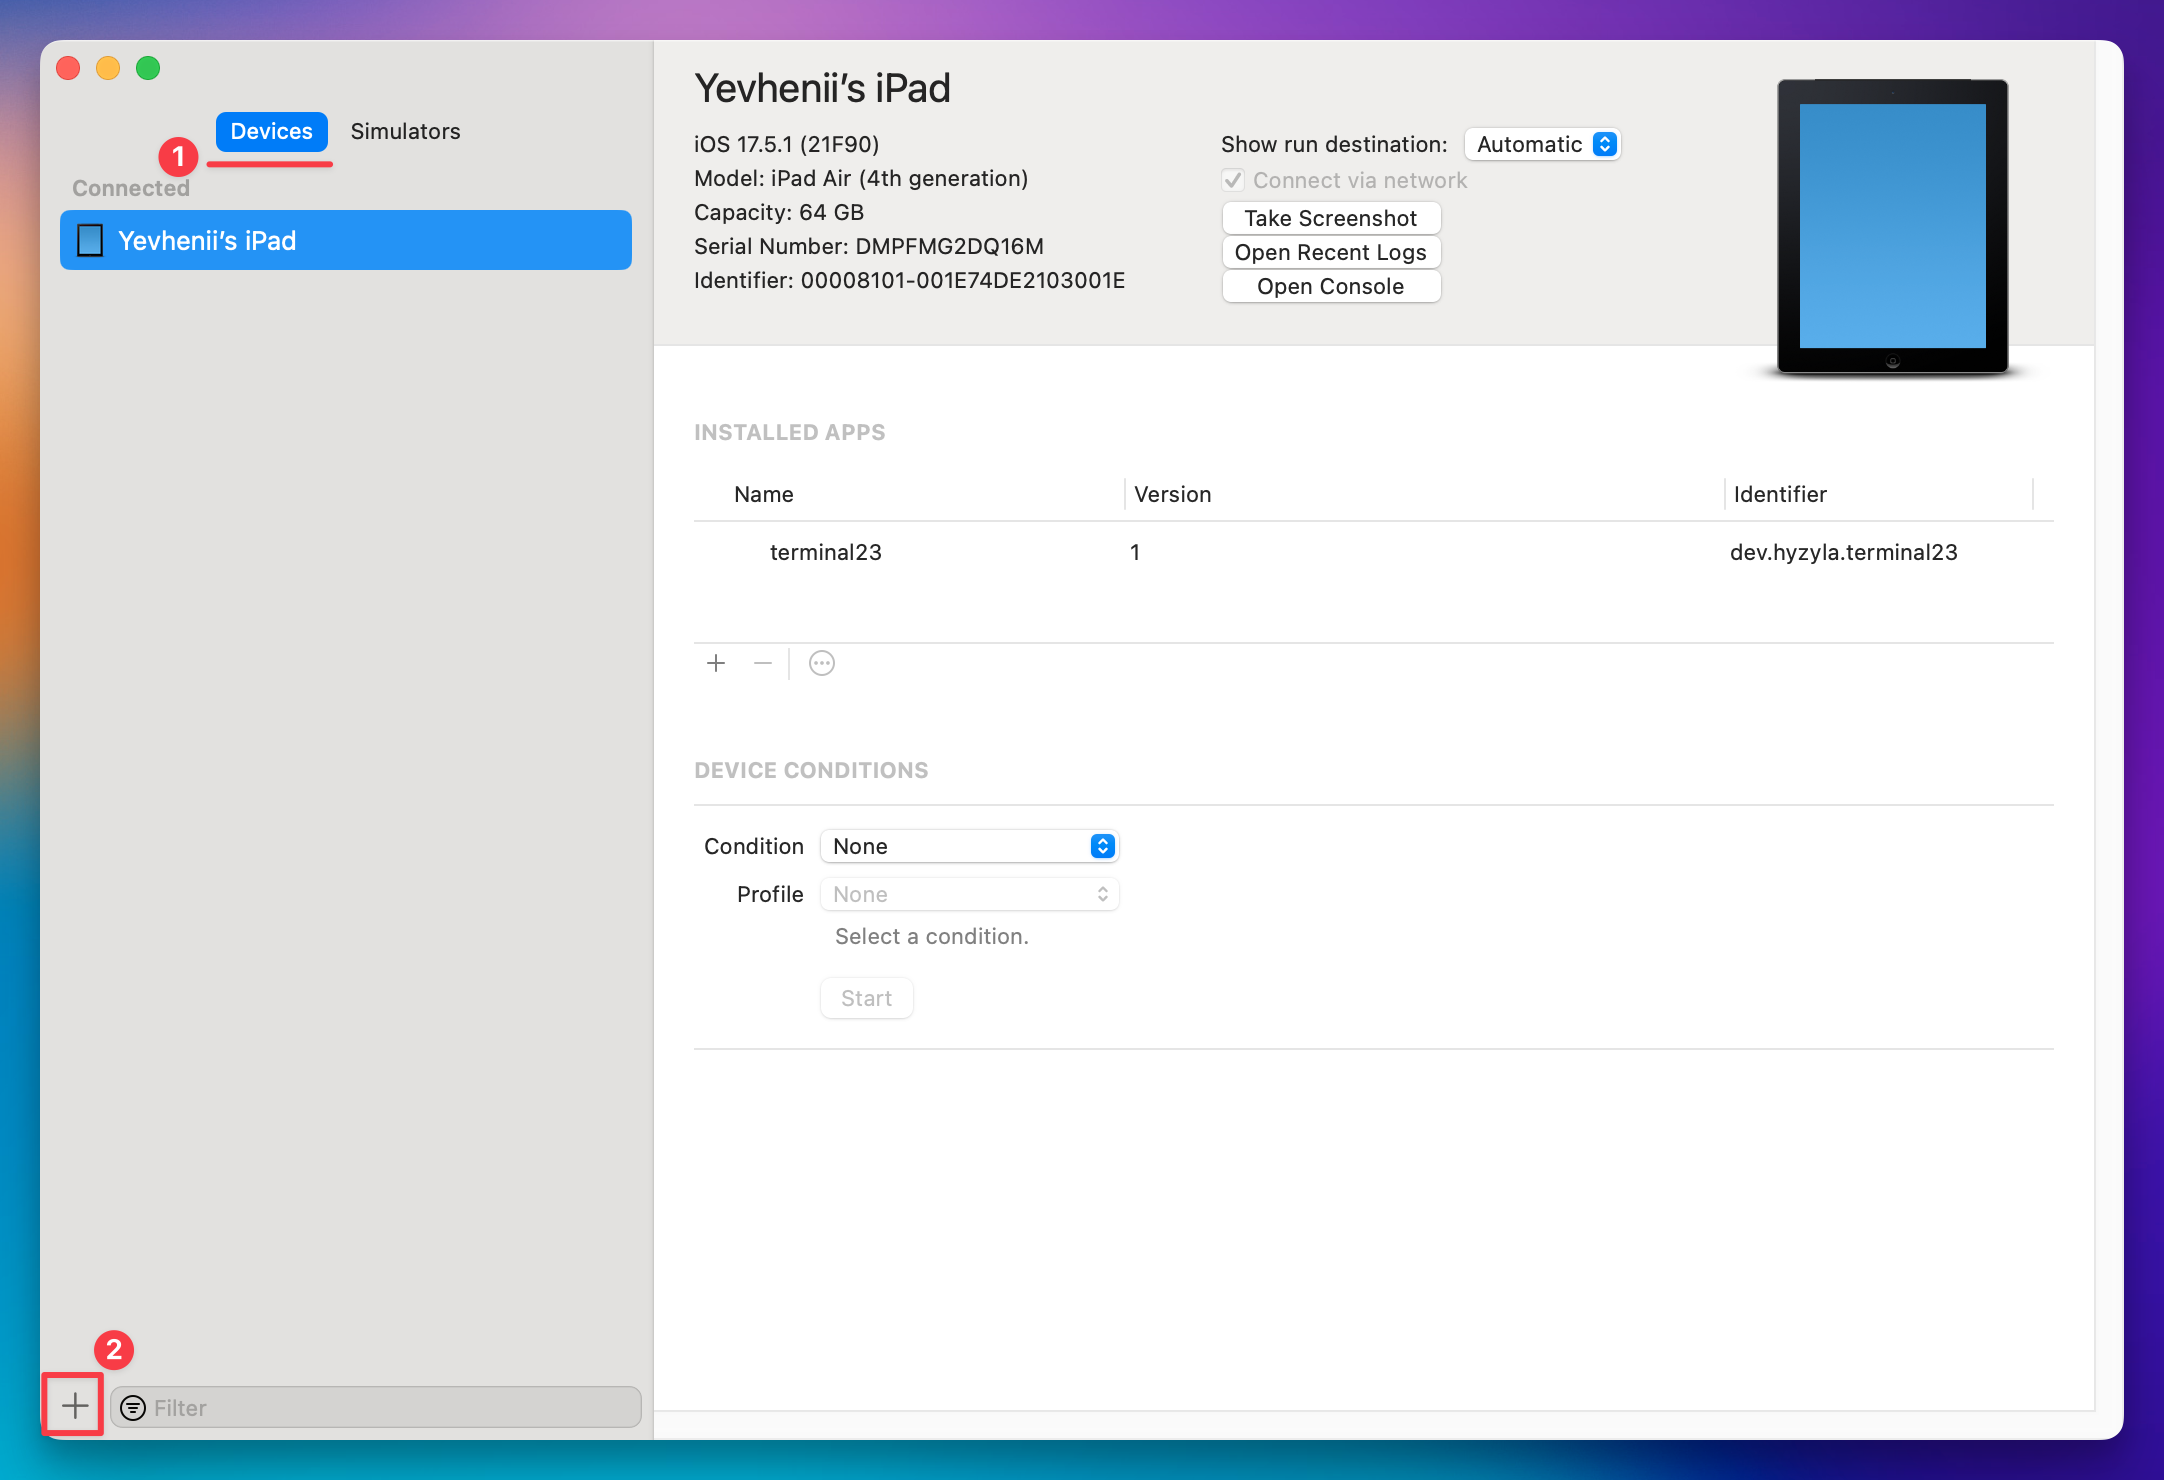 Devices
Simulators
1
Connected
Yevhenii’s iPad
2
Filter
Yevhenii’s iPad
iOS 17.5.1 (21F90)
Model: iPad Air (4th generation)
Capacity: 64 GB
Serial Number: DMPFMG2DQ16M
Identifier: 00008101-001E74DE2103001E
Show run destination: Automatic
Connect via network
Take Screenshot
Open Recent Logs
Open Console
INSTALLED APPS
Name Version Identifier
terminal23 1 dev.hyzyla.terminal23
DEVICE CONDITIONS
Condition None
Profile None
Select a condition.
Start